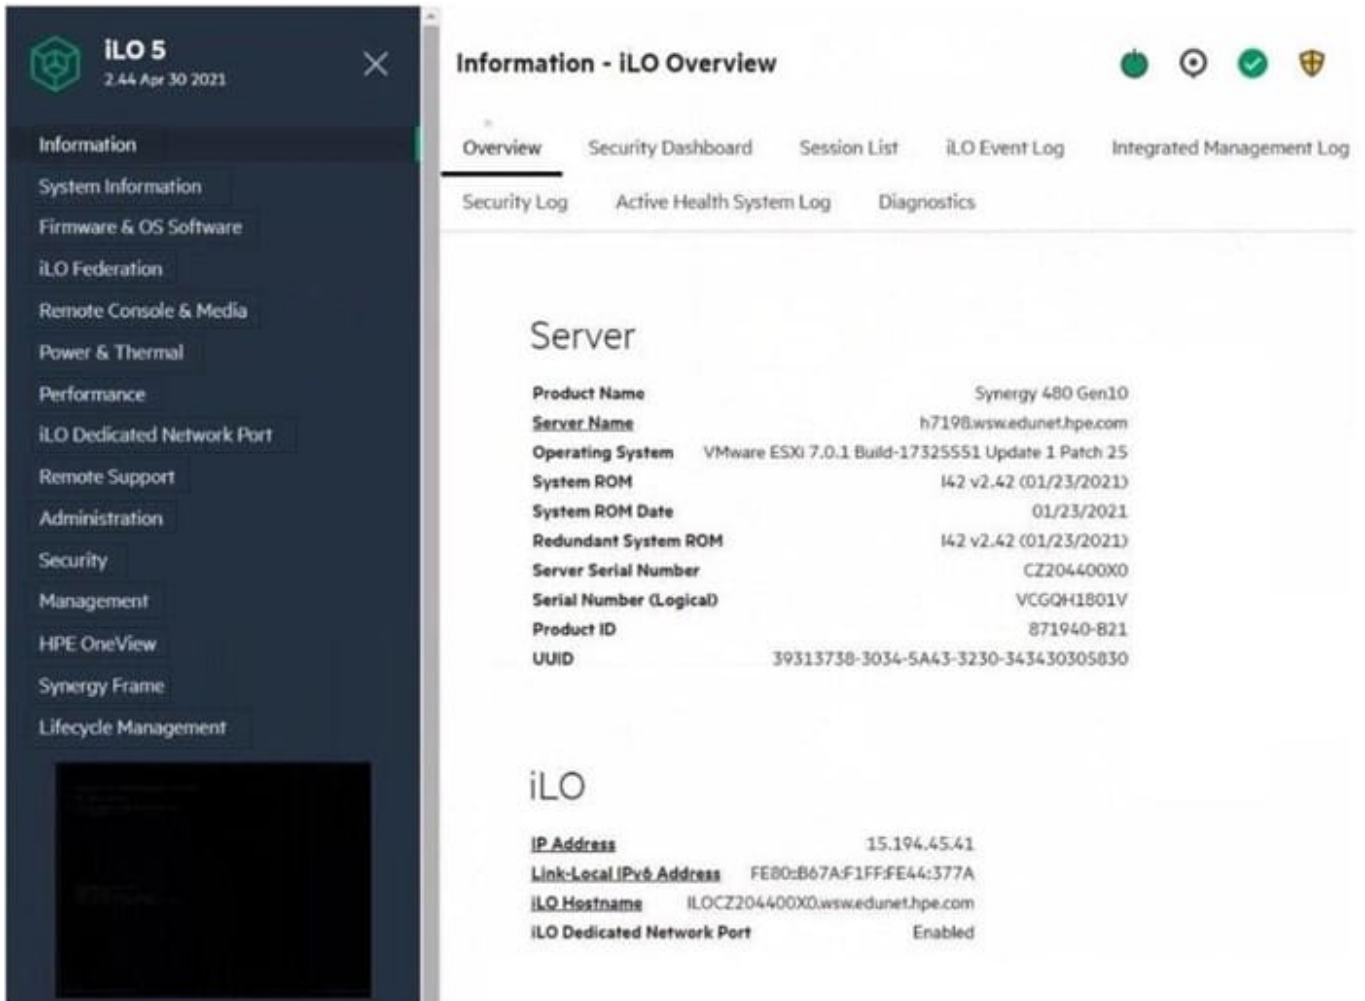 iLO 5
2.44 Apr 30 2021
Information
System Information
Firmware & OS Software
iLO Federation
Remote Console & Media
Power & Thermal
Performance
iLO Dedicated Network Port
Remote Support
Administration
Security
Management
HPE OneView
Synergy Frame
Lifecycle Management
Information - iLO Overview
Overview Security Dashboard Session List iLO Event Log Integrated Management Log
Security Log Active Health System Log Diagnostics
Server
Product Name Synergy 480 Gen10
Server Name h7198.wsw.edunet.hpe.com
Operating System VMware ESXi 7.0.1 Build-17325551 Update 1 Patch 25
System ROM I42 v2.42 (01/23/2021)
System ROM Date 01/23/2021
Redundant System ROM I42 v2.42 (01/23/2021)
Server Serial Number CZ204400X0
Serial Number (Logical) VCGQH1801V
Product ID 871940-B21
UUID 39313738-3034-5A43-3230-343430305830
iLO
IP Address 15.194.45.41
Link-Local IPv6 Address FE80::B67A:F1FF:FE44:377A
iLO Hostname ILOCZ204400X0.wsw.edunet.hpe.com
iLO Dedicated Network Port Enabled